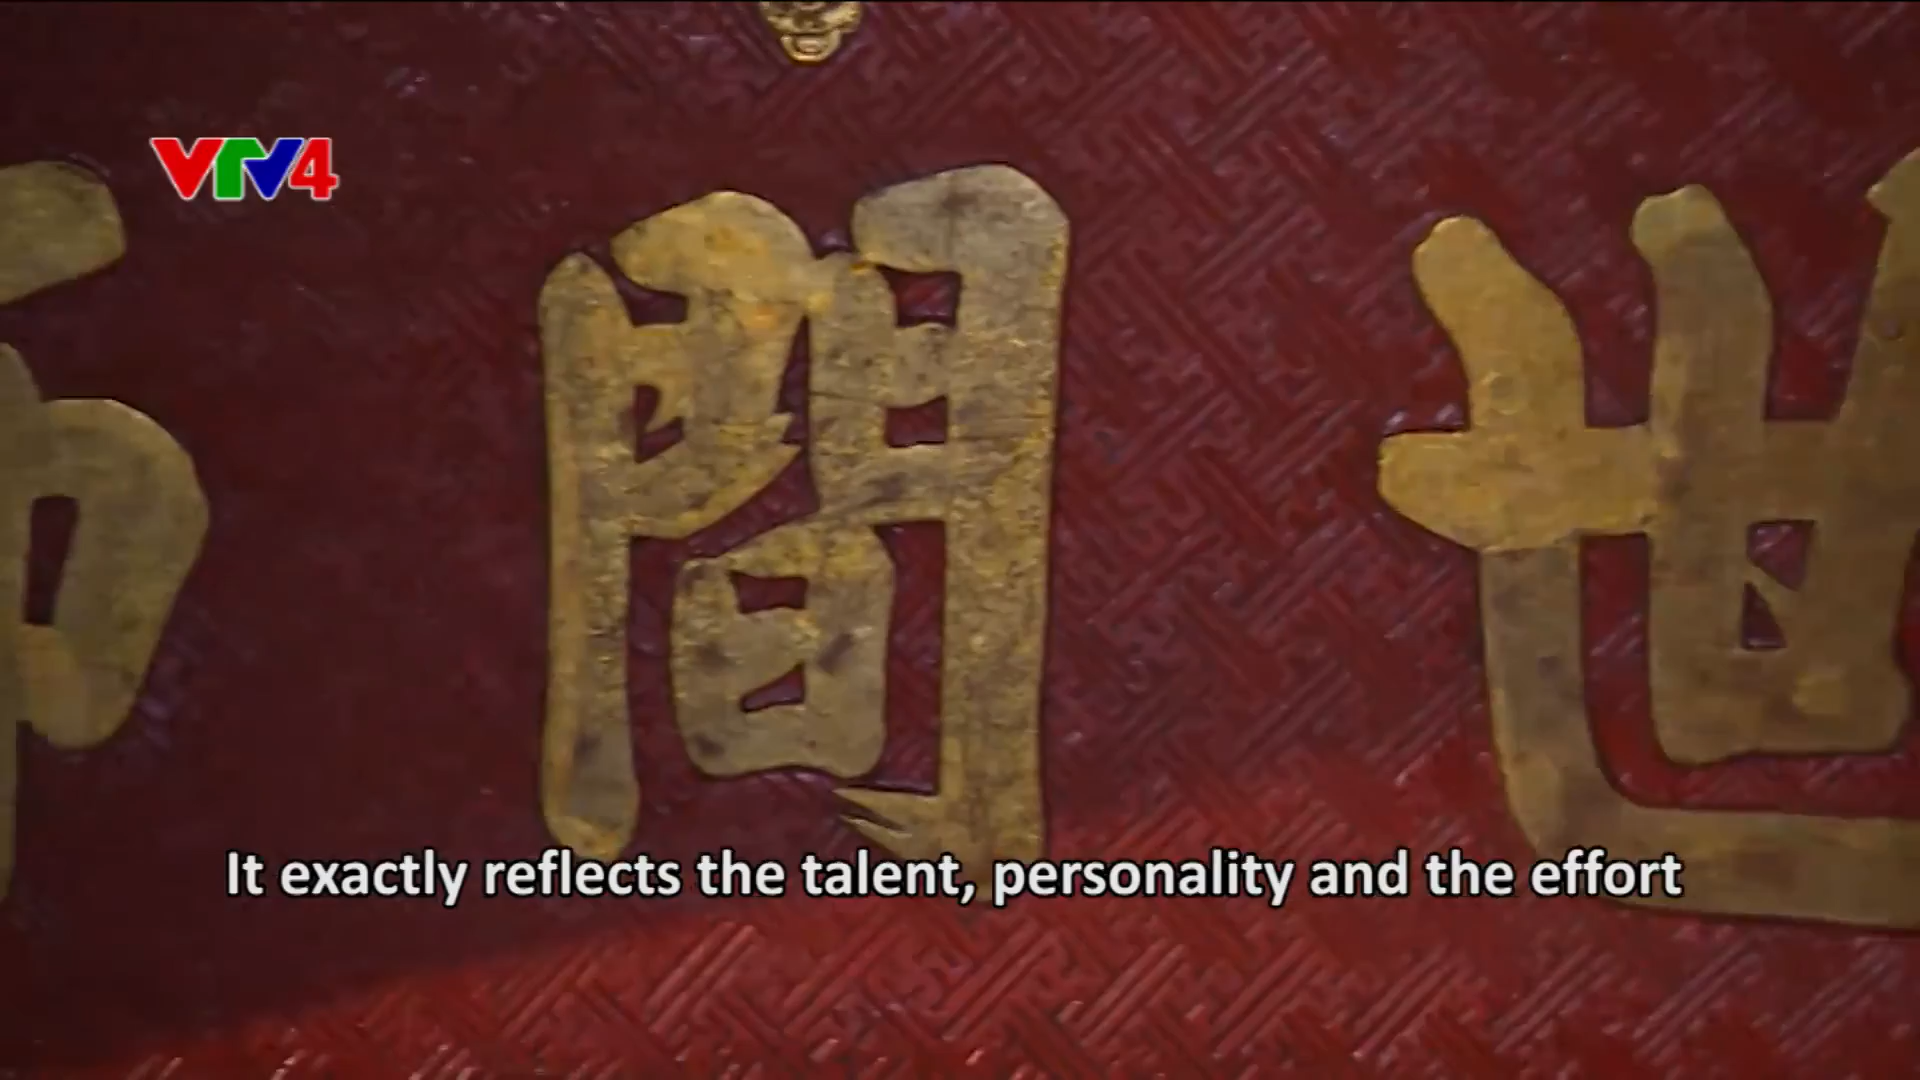 VTV4
世間
It exactly reflects the talent, personality and the effort